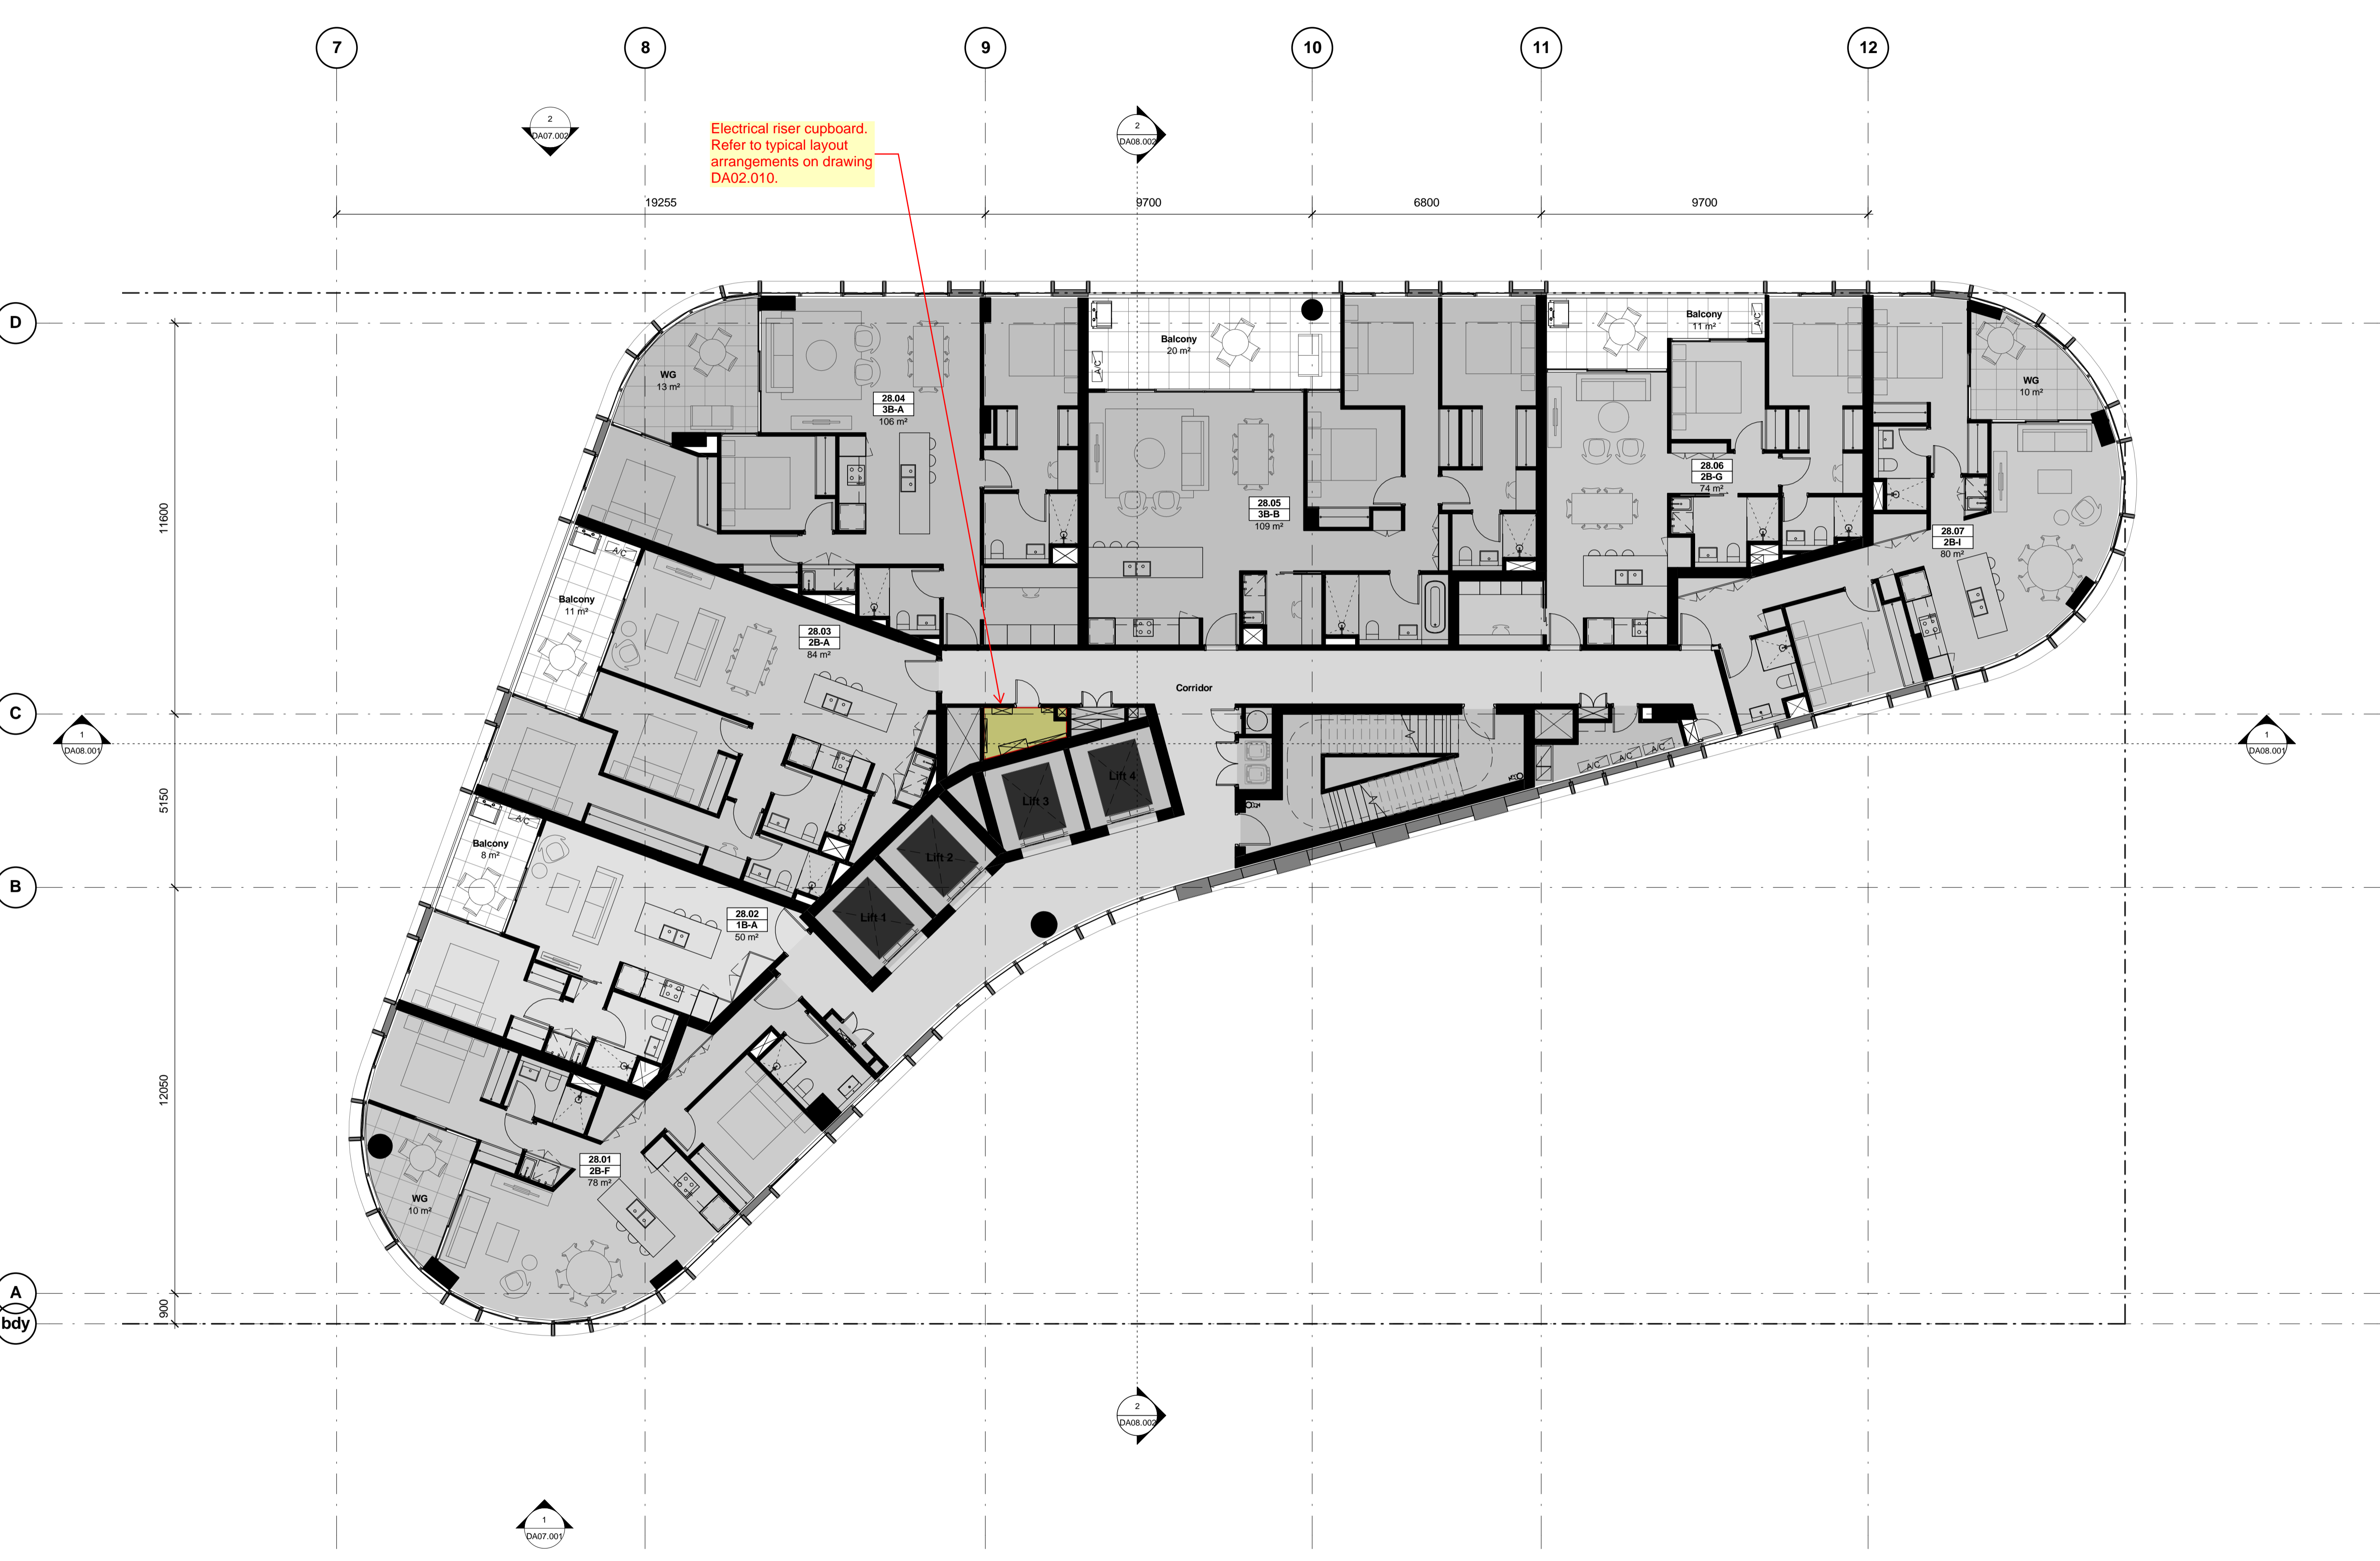 7
8
9
10
11
12
2
DA07.002
2
DA08.002
Electrical riser cupboard.
Refer to typical layout
arrangements on drawing
DA02.010.
19255
9700
6800
9700
D
C
B
A
bdy
11600
5150
12050
900
WG
13 m²
28.04
3B-A
106 m²
Balcony
20 m²
A/C
28.05
3B-B
109 m²
Balcony
11 m²
A/C
28.06
2B-G
74 m²
WG
10 m²
28.07
2B-I
80 m²
A/C
Balcony
11 m²
28.03
2B-A
84 m²
Corridor
1
DA08.001
1
DA08.001
A/C
A/C
A/C
Lift 4
Lift 3
Lift 2
Lift 1
A/C
Balcony
8 m²
28.02
1B-A
50 m²
28.01
2B-F
78 m²
WG
10 m²
2
DA08.002
1
DA07.001